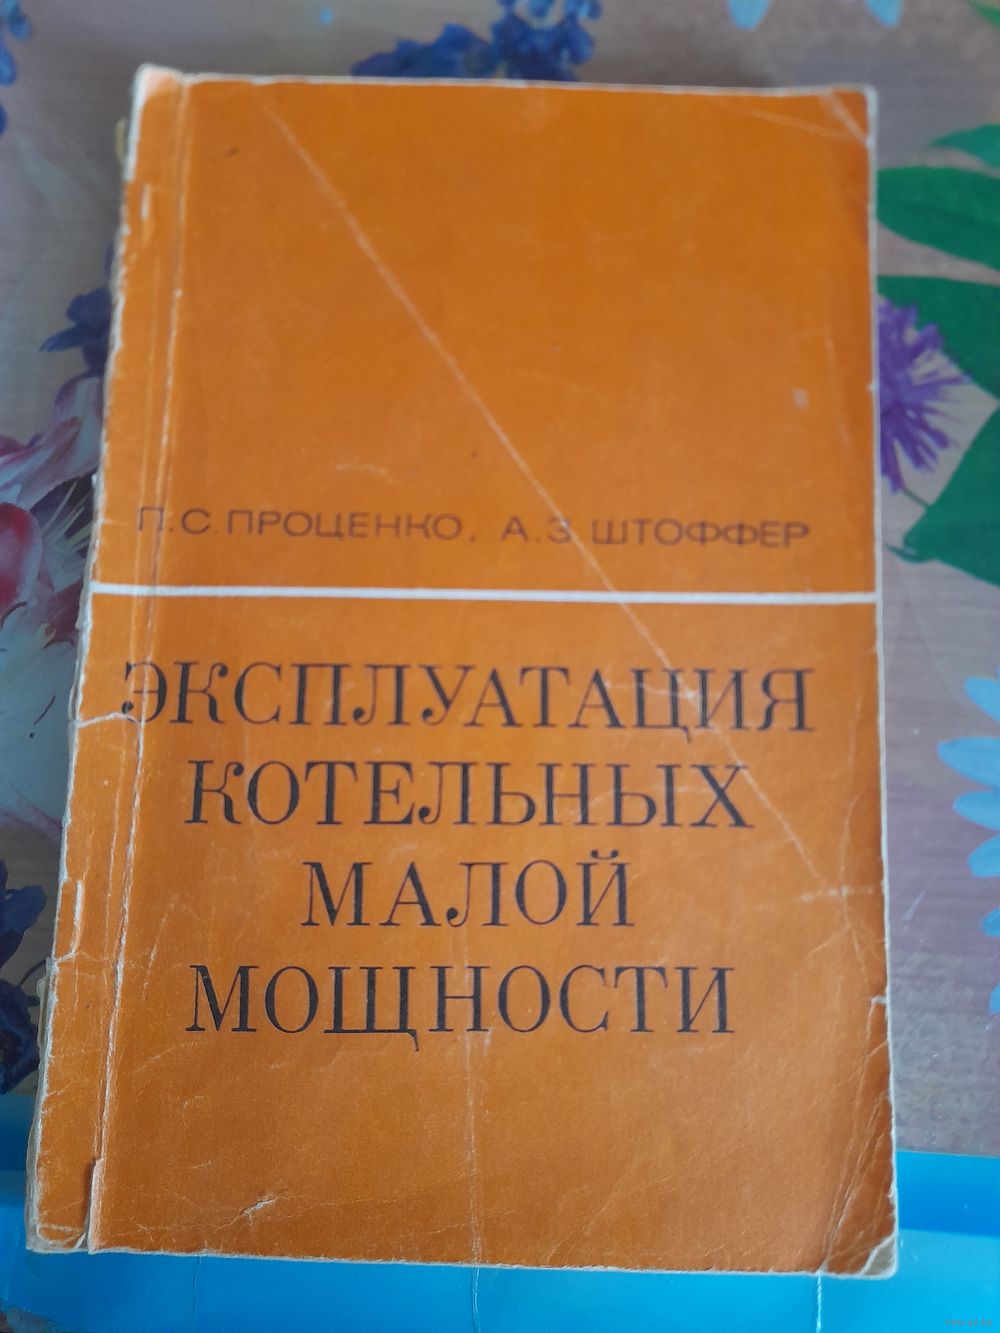 П.С. ПРОЦЕНКО, А.З. ШТОФФЕР
ЭКСПЛУАТАЦИЯ
КОТЕЛЬНЫХ
МАЛОЙ
МОЩНОСТИ